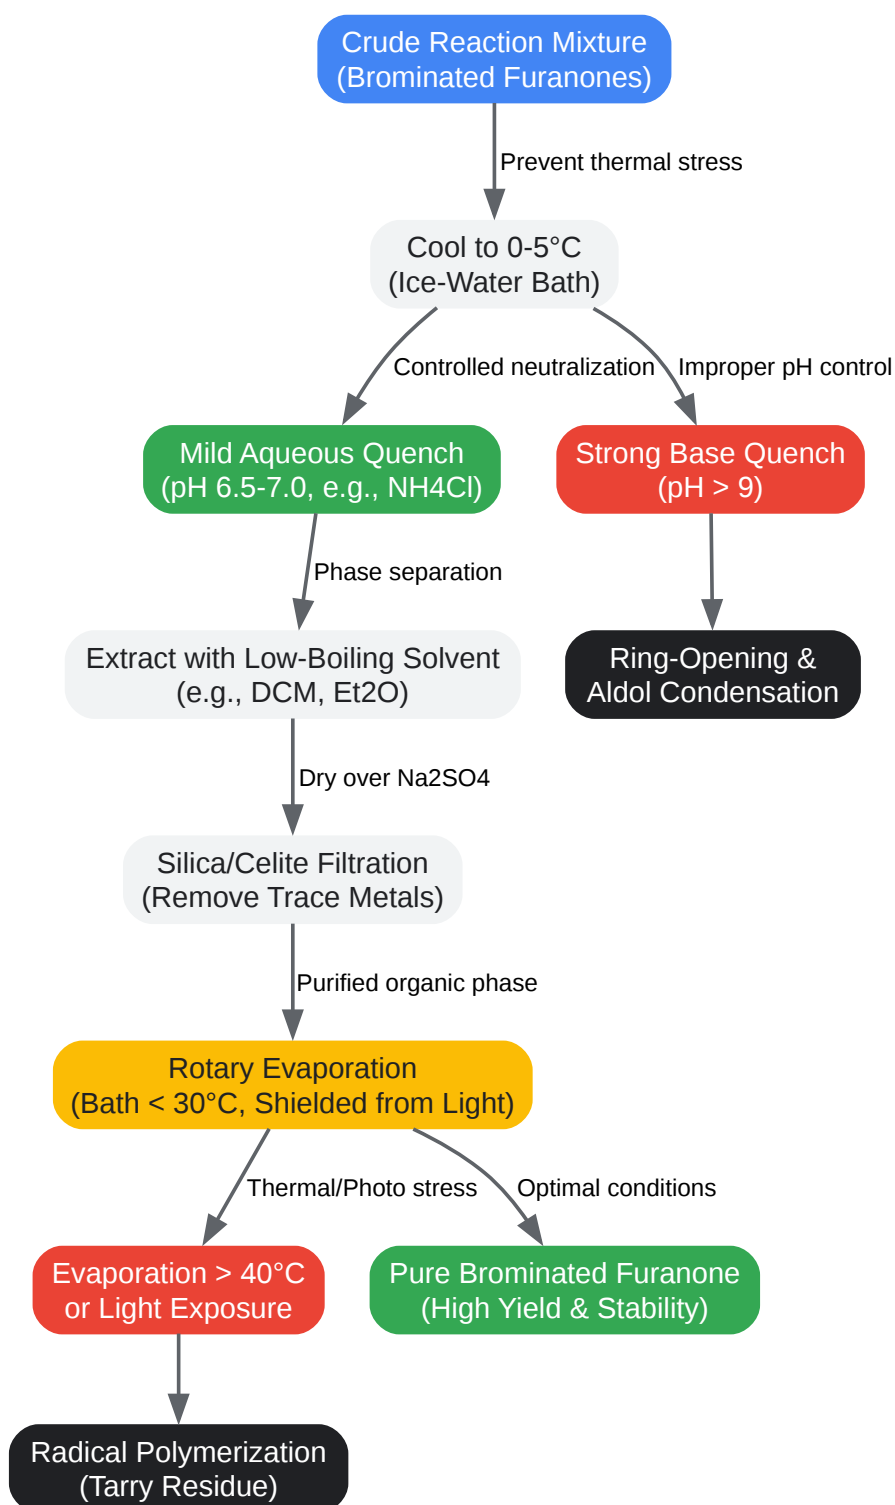 Crude Reaction Mixture
(Brominated Furanones)
Prevent thermal stress
Cool to 0-5°C
(Ice-Water Bath)
Controlled neutralization
Improper pH control
Mild Aqueous Quench
(pH 6.5-7.0, e.g., NH4Cl)
Strong Base Quench
(pH > 9)
Phase separation
Extract with Low-Boiling Solvent
(e.g., DCM, Et2O)
Ring-Opening &
Aldol Condensation
Dry over Na2SO4
Silica/Celite Filtration
(Remove Trace Metals)
Purified organic phase
Rotary Evaporation
(Bath < 30°C, Shielded from Light)
Thermal/Photo stress
Optimal conditions
Evaporation > 40°C
or Light Exposure
Pure Brominated Furanone
(High Yield & Stability)
Radical Polymerization
(Tarry Residue)